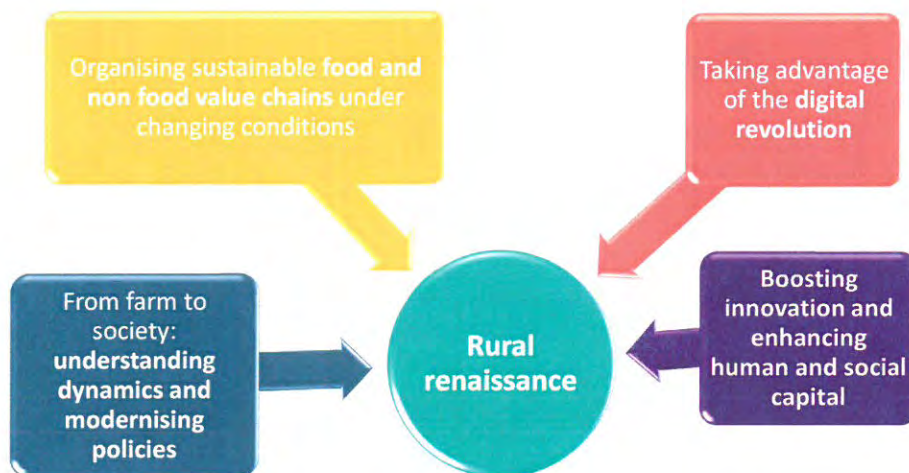 Organising sustainable food and
non food value chains under
changing conditions
Taking advantage
of the digital
revolution
From farm to
society:
understanding
dynamics and
modernising
policies
Rural
renaissance
Boosting
innovation and
enhancing
human and social
capital